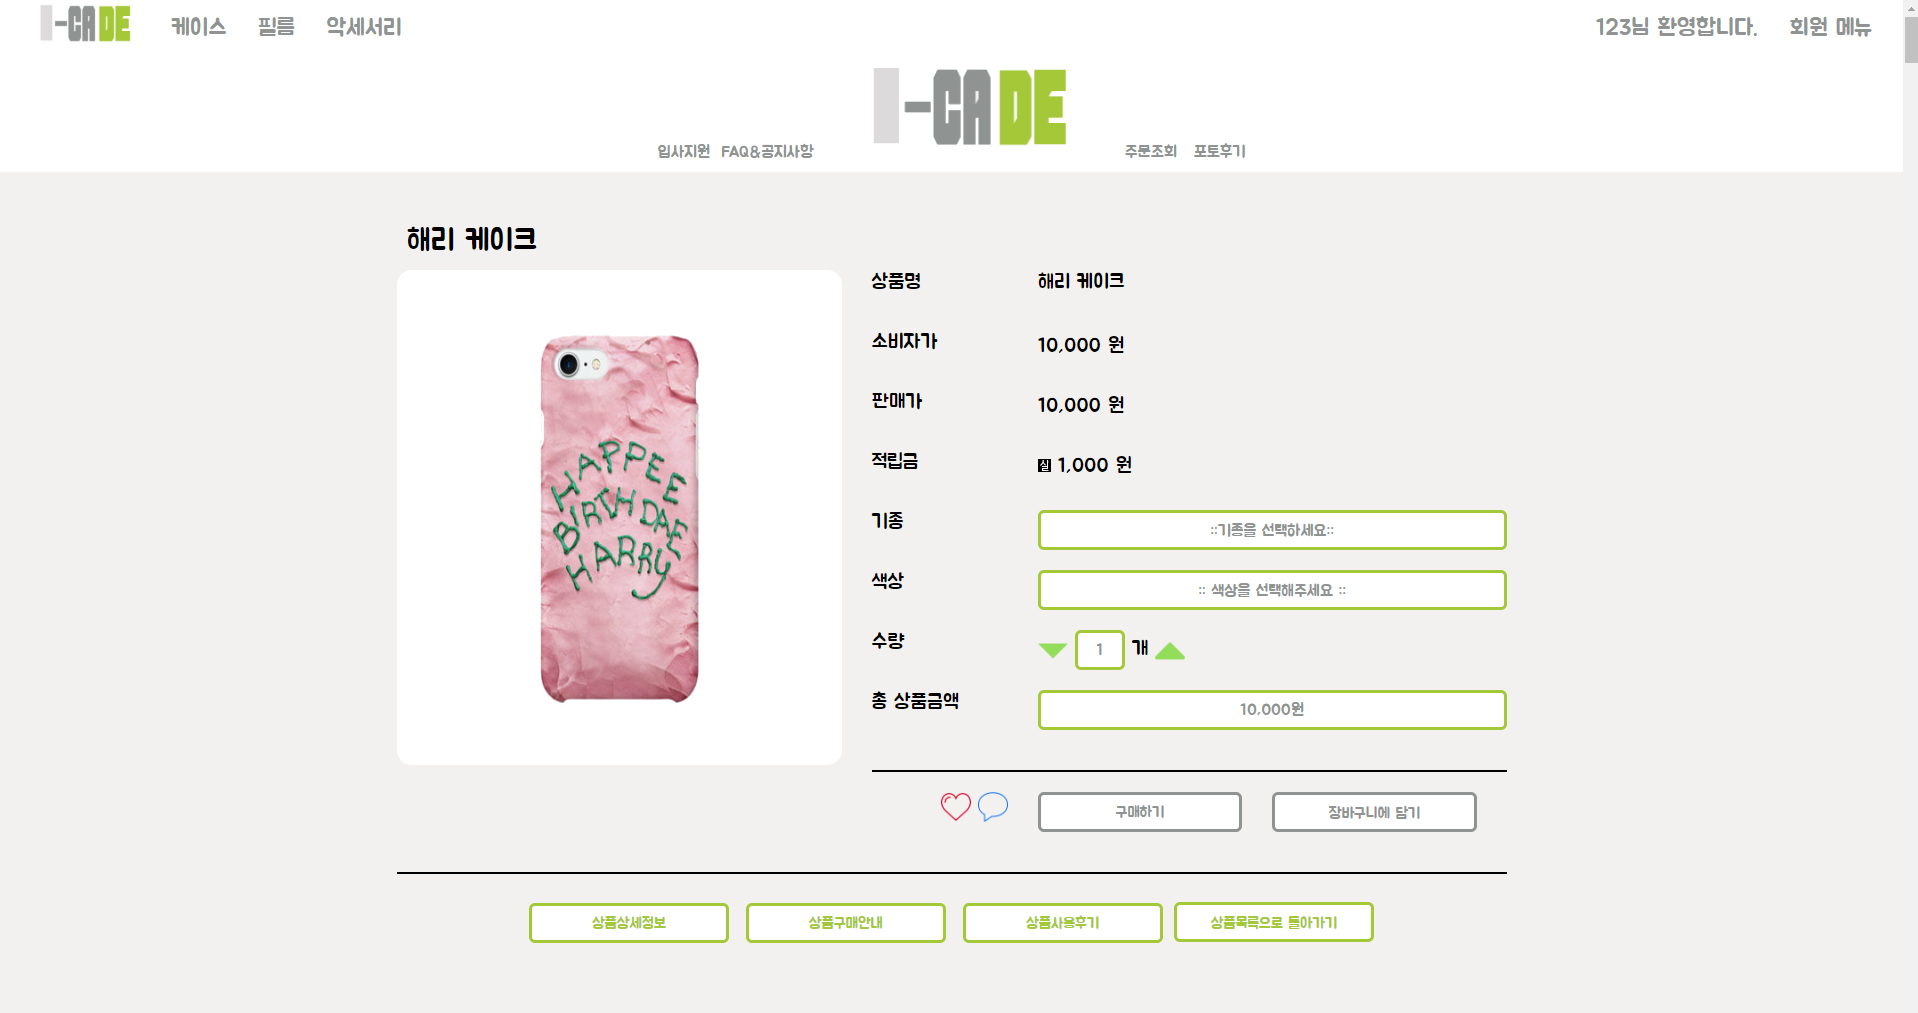 I-CADE 케이스 필름 악세서리 123님 환영합니다. 회원 메뉴
I-CADE
입사지원 FAQ&공지사항 주문조회 포토후기
해리 케이크
상품명 해리 케이크
소비자가 10,000 원
판매가 10,000 원
적립금 1,000 원
기종 ::기종을 선택하세요::
색상 :: 색상을 선택해주세요 ::
수량 1 개
총 상품금액 10,000원
HAPPEE
BIRTHDAE
HARRY
구매하기 장바구니에 담기
상품상세정보 상품구매안내 상품사용후기 상품목록으로 돌아가기